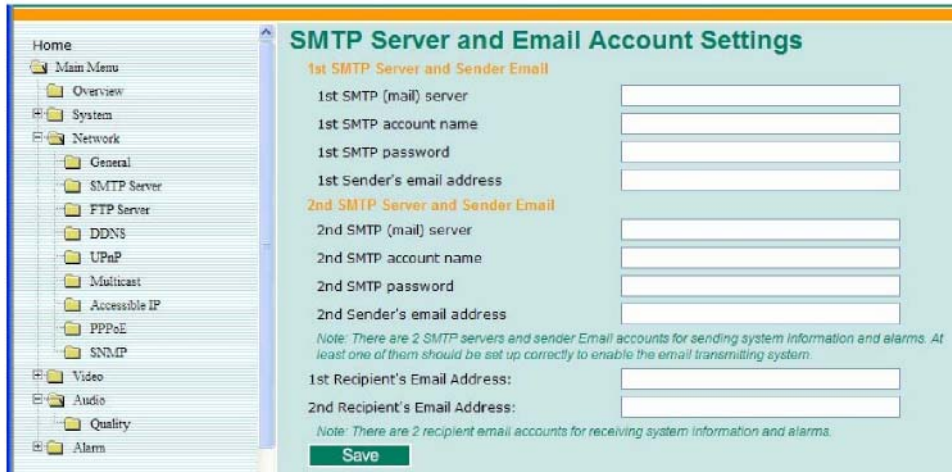 Home
Main Menu
Overview
System
Network
General
SMTP Server
FTP Server
DDNS
UPnP
Multicast
Accessible IP
PPPoE
SNMP
Video
Audio
Quality
Alarm
SMTP Server and Email Account Settings
1st SMTP Server and Sender Email
1st SMTP (mail) server
1st SMTP account name
1st SMTP password
1st Sender's email address
2nd SMTP Server and Sender Email
2nd SMTP (mail) server
2nd SMTP account name
2nd SMTP password
2nd Sender's email address
Note: There are 2 SMTP servers and sender Email accounts for sending system information and alarms. At
least one of them should be set up correctly to enable the email transmitting system.
1st Recipient's Email Address:
2nd Recipient's Email Address:
Note: There are 2 recipient email accounts for receiving system information and alarms.
Save